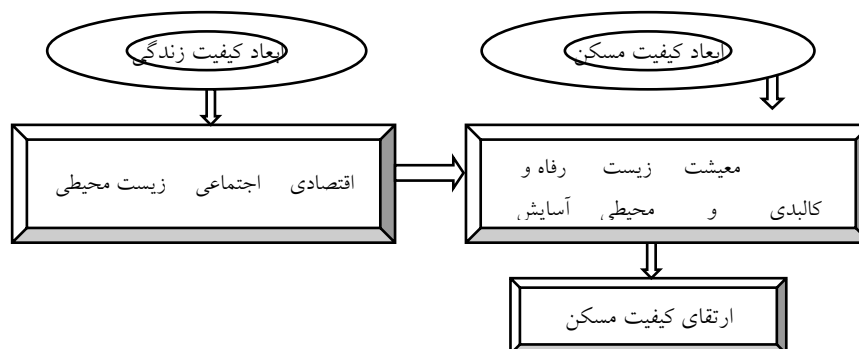 ابعاد کیفیت مسکن
ابعاد کیفیت زندگی
معیشت زیست رفاه و
کالبدی و محیطی آسایش
اقتصادی اجتماعی زیست محیطی
ارتقای کیفیت مسکن